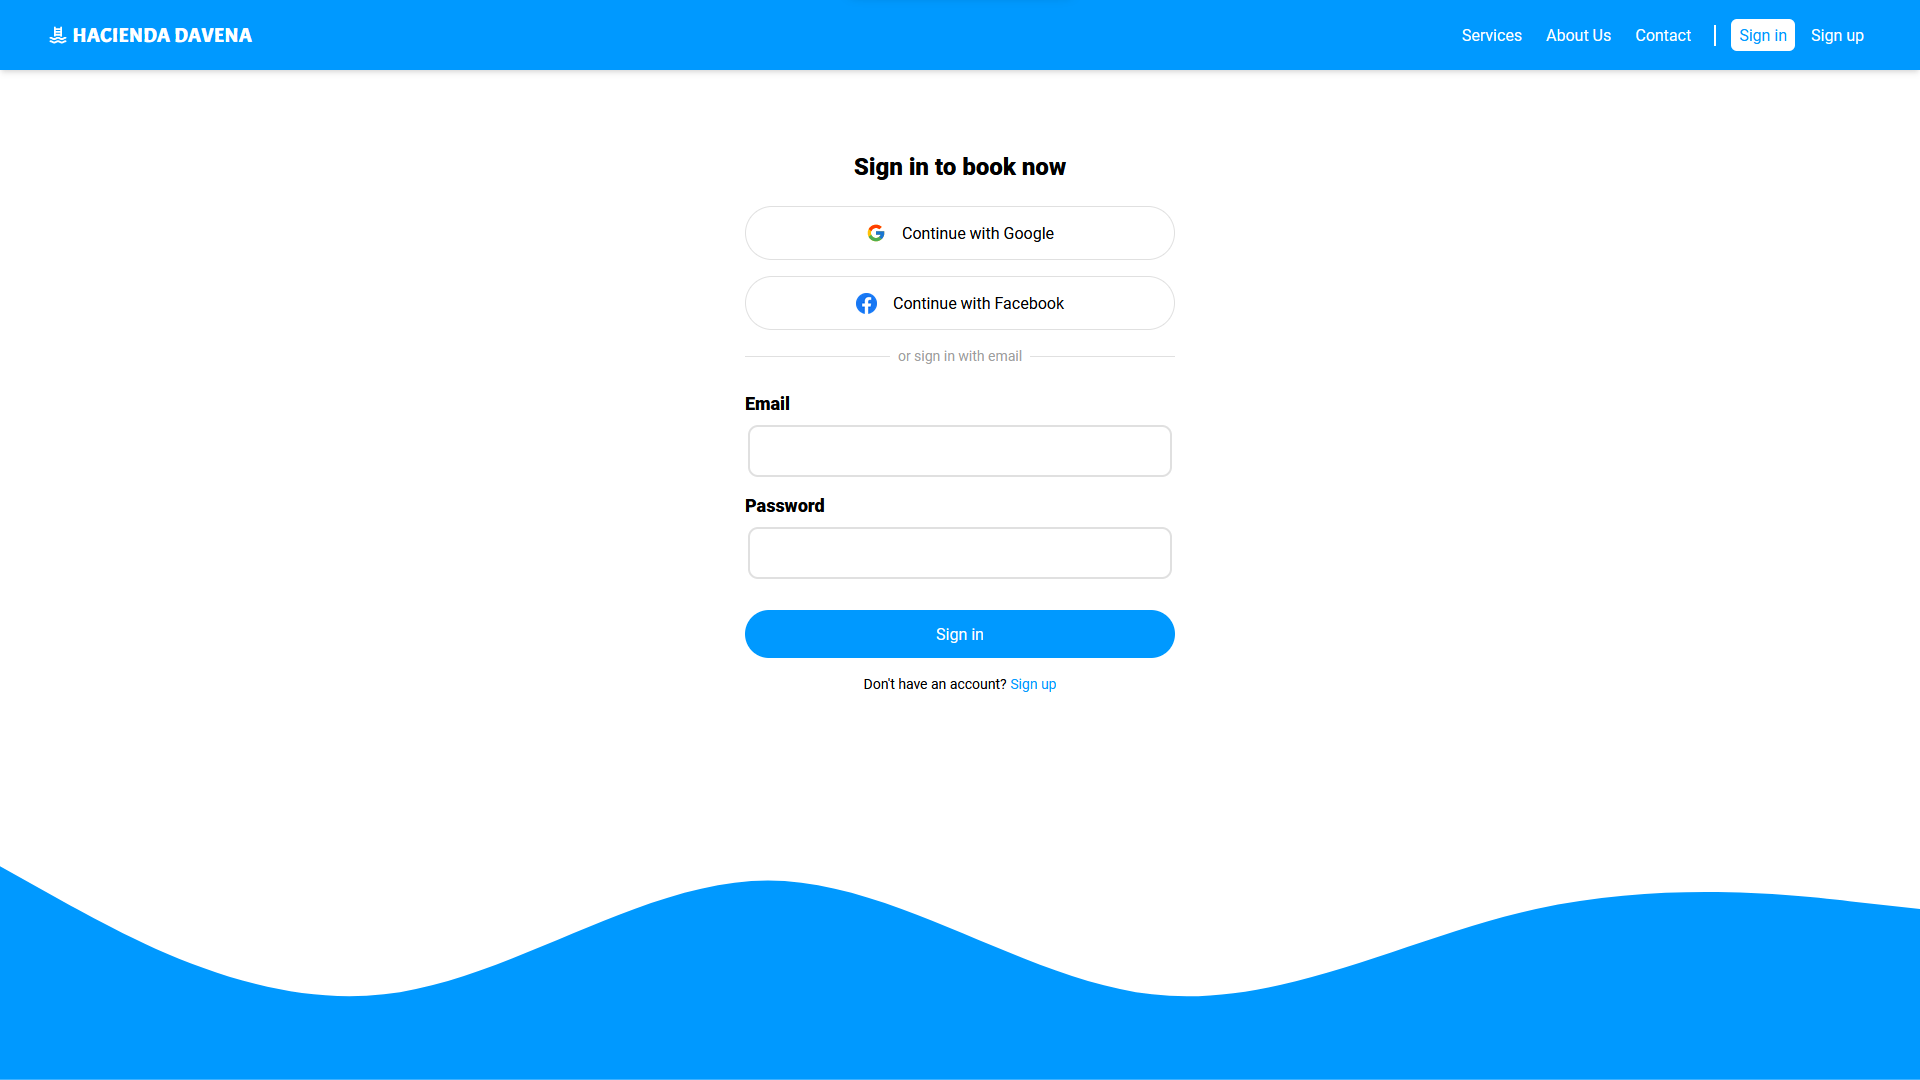 HACIENDA DAVENA
Services About Us Contact Sign in Sign up
Sign in to book now
Continue with Google
Continue with Facebook
or sign in with email
Email
Password
Sign in
Don't have an account? Sign up